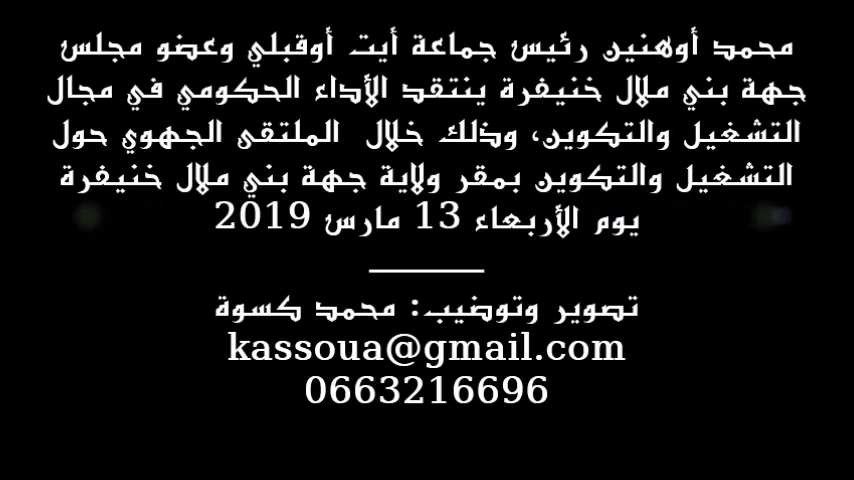 محمد أوهنين رئيس جماعة أيت أوقبلي وعضو مجلس
جهة بني ملال خنيفرة ينتقد الأداء الحكومي في مجال
التشغيل والتكوين، وذلك خلال الملتقى الجهوي حول
التشغيل والتكوين بمقر ولاية جهة بني ملال خنيفرة
يوم الأربعاء 13 مارس 2019
تصوير وتوضيب: محمد كسوة
kassoua@gmail.com
0663216696